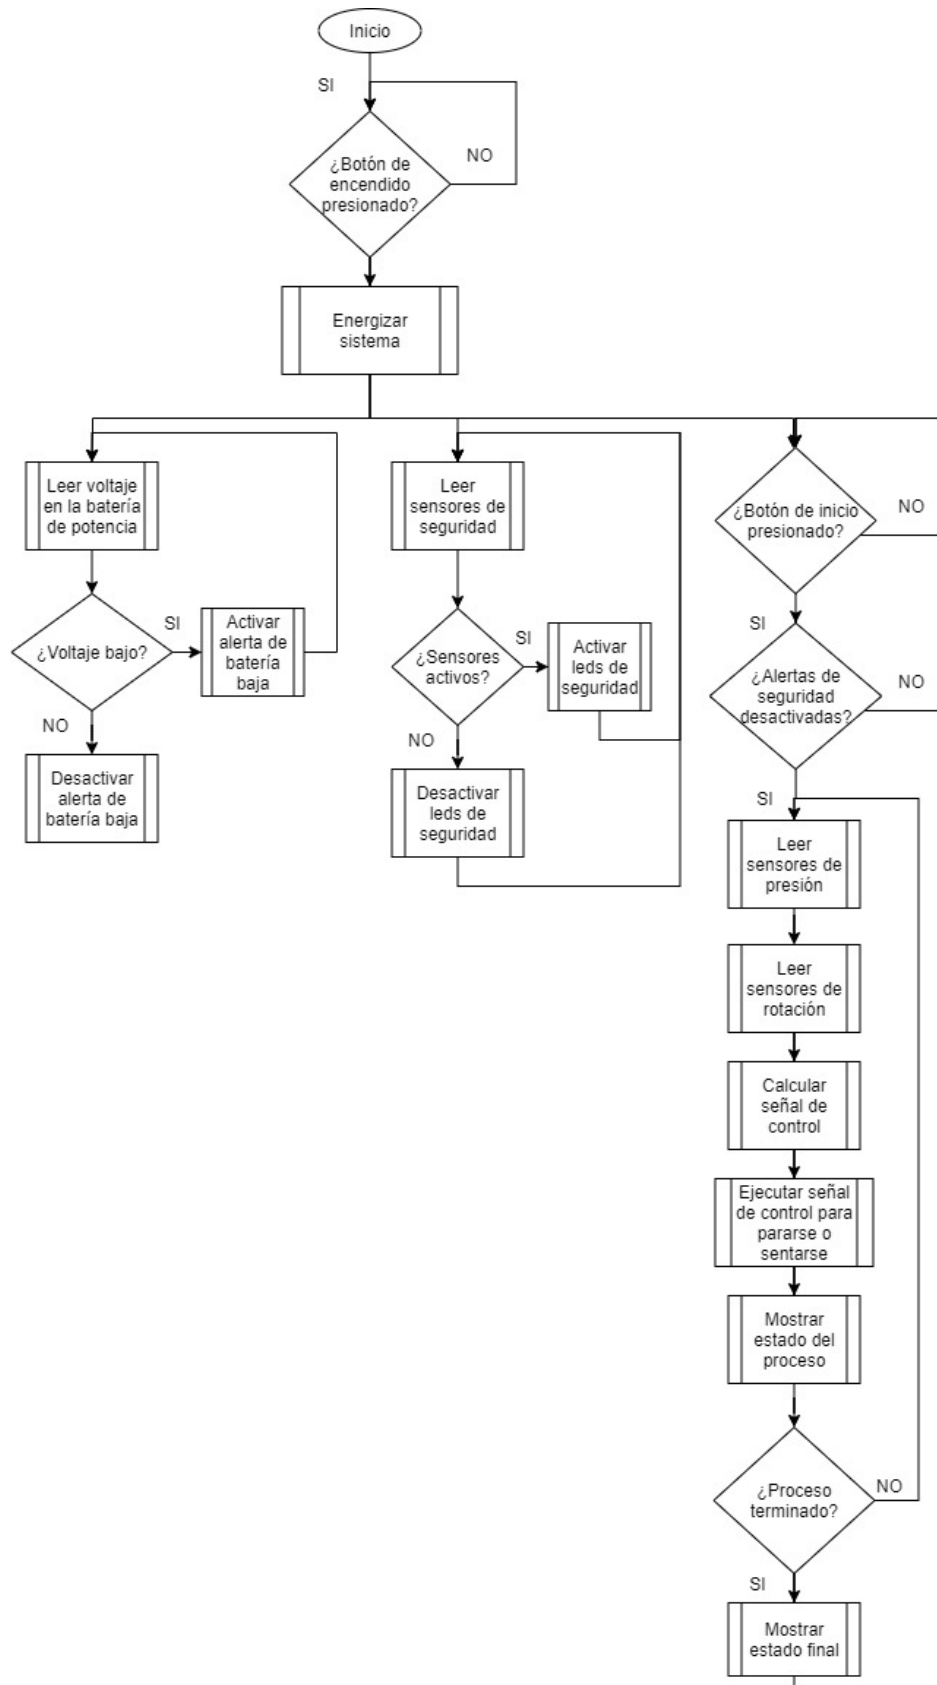 Inicio
SI
NO
¿Botón de
encendido
presionado?
Energizar
sistema
Leer voltaje
en la batería
de potencia
¿Voltaje bajo?
SI
Activar
alerta de
batería
baja
NO
Desactivar
alerta de
batería baja
Leer
sensores de
seguridad
¿Sensores
activos?
SI
Activar
leds de
seguridad
NO
Desactivar
leds de
seguridad
¿Botón de inicio
presionado?
NO
SI
¿Alertas de
seguridad
desactivadas?
NO
SI
Leer
sensores de
presión
Leer
sensores de
rotación
Calcular
señal de
control
Ejecutar señal
de control para
pararse o
sentarse
Mostrar
estado del
proceso
¿Proceso
terminado?
NO
SI
Mostrar
estado final